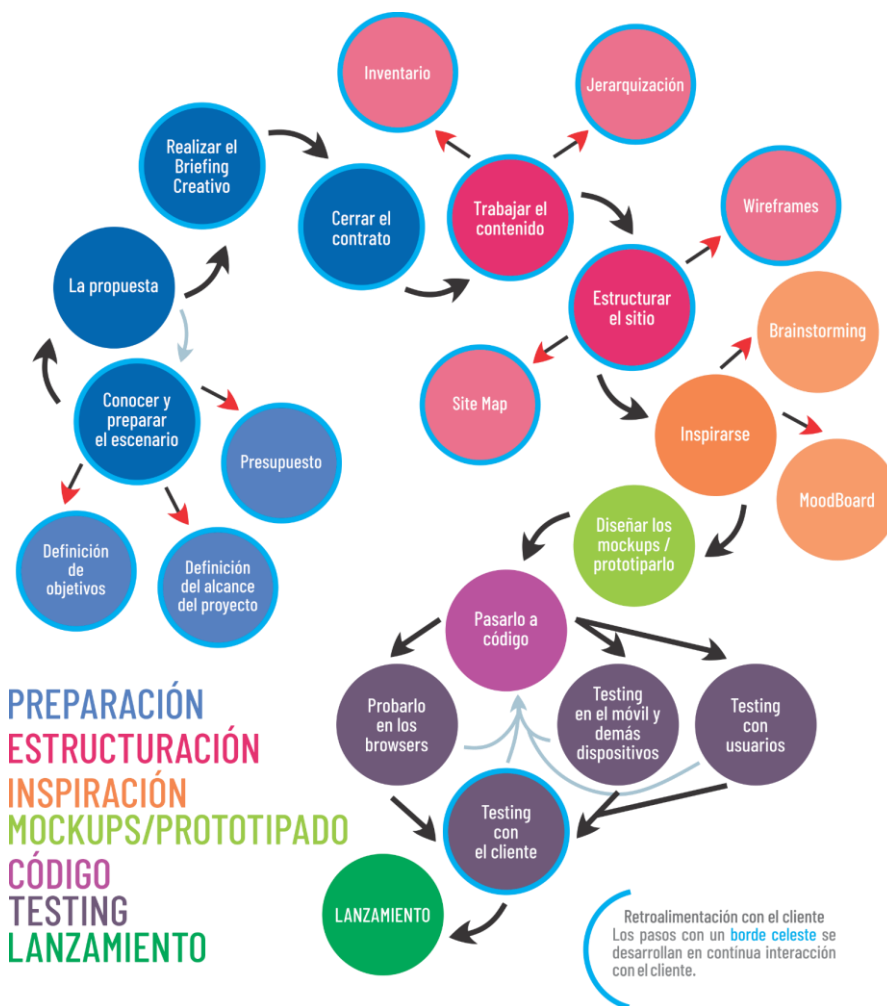 Inventario
Jerarquización
Realizar el
Briefing
Creativo
Cerrar el
contrato
Trabajar el
contenido
Wireframes
La propuesta
Estructurar
el sitio
Brainstorming
Conocer y
preparar
el escenario
Site Map
Inspirarse
Presupuesto
MoodBoard
Definición
de
objetivos
Definición
del alcance
del proyecto
Diseñar los
mockups /
prototiparlo
Pasarlo a
código
Probarlo
en los
browsers
Testing
en el móvil y
demás
dispositivos
Testing
con
usuarios
Testing
con
el cliente
LANZAMIENTO
PREPARACIÓN
ESTRUCTURACIÓN
INSPIRACIÓN
MOCKUPS/PROTOTIPADO
CÓDIGO
TESTING
LANZAMIENTO
Retroalimentación con el cliente
Los pasos con un borde celeste se
desarrollan en contínua interacción
con el cliente.